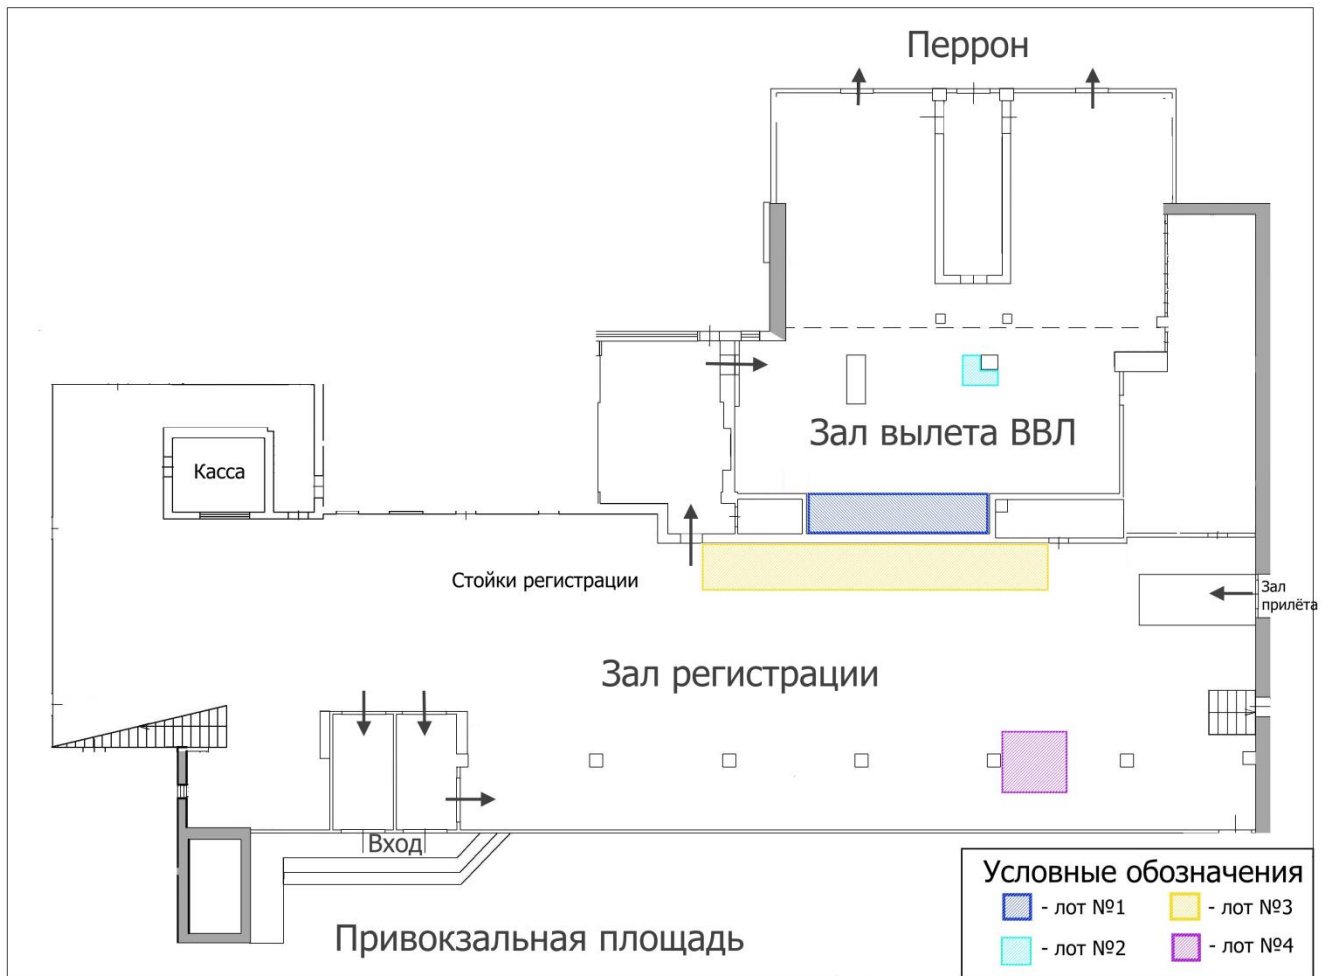 Перрон
Зал вылета ВВЛ
Касса
Стойки регистрации
Зал
прилёта
Зал регистрации
Вход
Привокзальная площадь
Условные обозначения
- лот №1
- лот №3
- лот №2
- лот №4